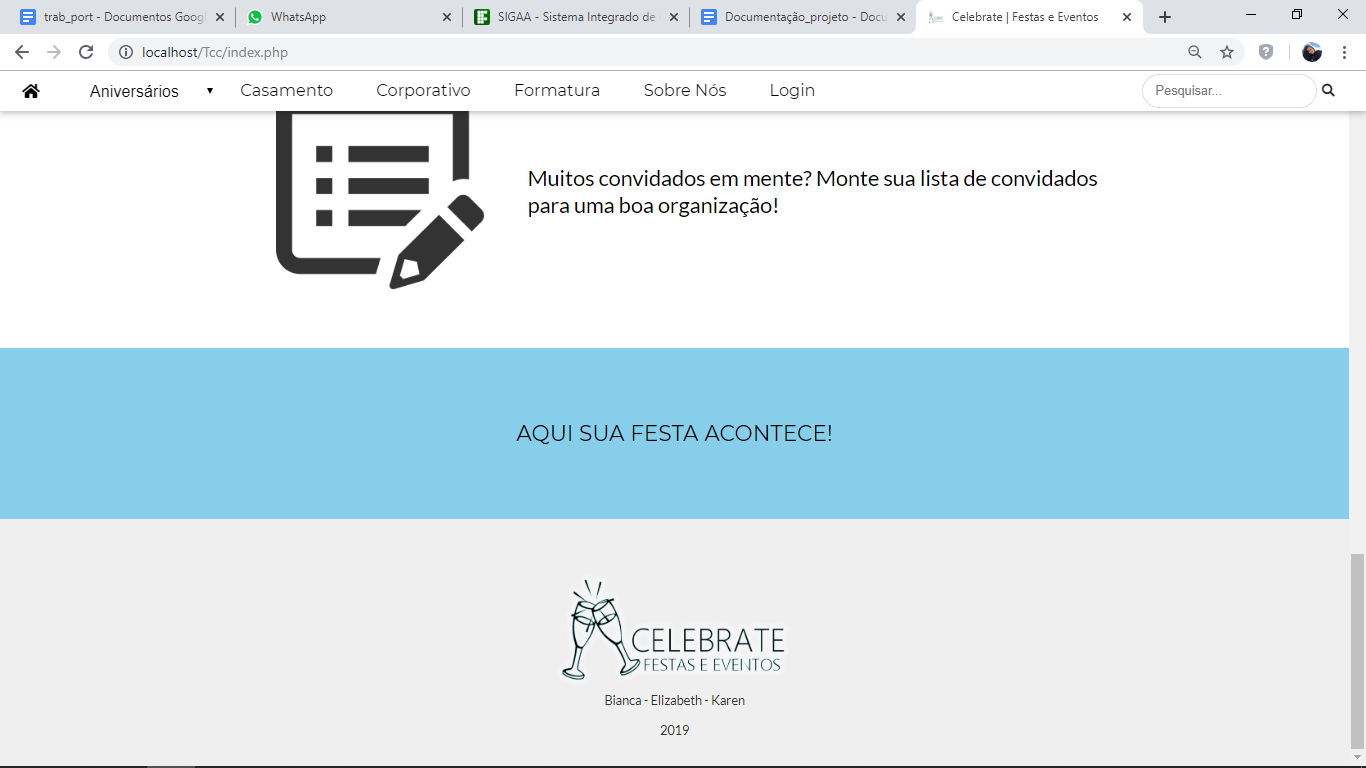 trab_port - Documentos Goog
WhatsApp
SIGAA - Sistema Integrado de
Documentação_projeto - Docu
Celebrate | Festas e Eventos
localhost/Tcc/index.php
Aniversários
Casamento
Corporativo
Formatura
Sobre Nós
Login
Pesquisar...
Muitos convidados em mente? Monte sua lista de convidados
para uma boa organização!
AQUI SUA FESTA ACONTECE!
CELEBRATE
FESTAS E EVENTOS
Bianca - Elizabeth - Karen
2019